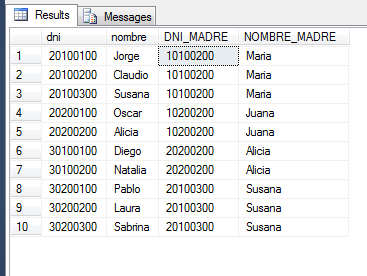 Results Messages
dni nombre DNI_MADRE NOMBRE_MADRE
1 20100100 Jorge 10100200 Maria
2 20100200 Claudio 10100200 Maria
3 20100300 Susana 10100200 Maria
4 20200100 Oscar 10200200 Juana
5 20200200 Alicia 10200200 Juana
6 30100100 Diego 20200200 Alicia
7 30100200 Natalia 20200200 Alicia
8 30200100 Pablo 20100300 Susana
9 30200200 Laura 20100300 Susana
10 30200300 Sabrina 20100300 Susana